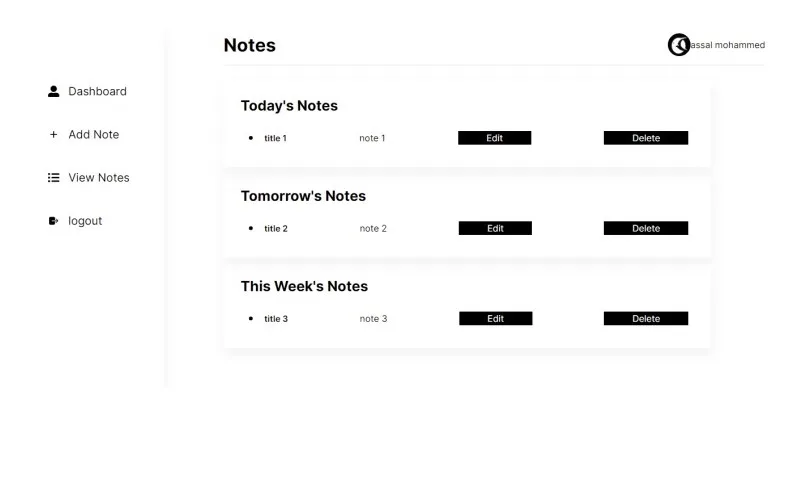 Notes
assal mohammed
Dashboard
Add Note
View Notes
logout
Today's Notes
title 1 note 1 Edit Delete
Tomorrow's Notes
title 2 note 2 Edit Delete
This Week's Notes
title 3 note 3 Edit Delete